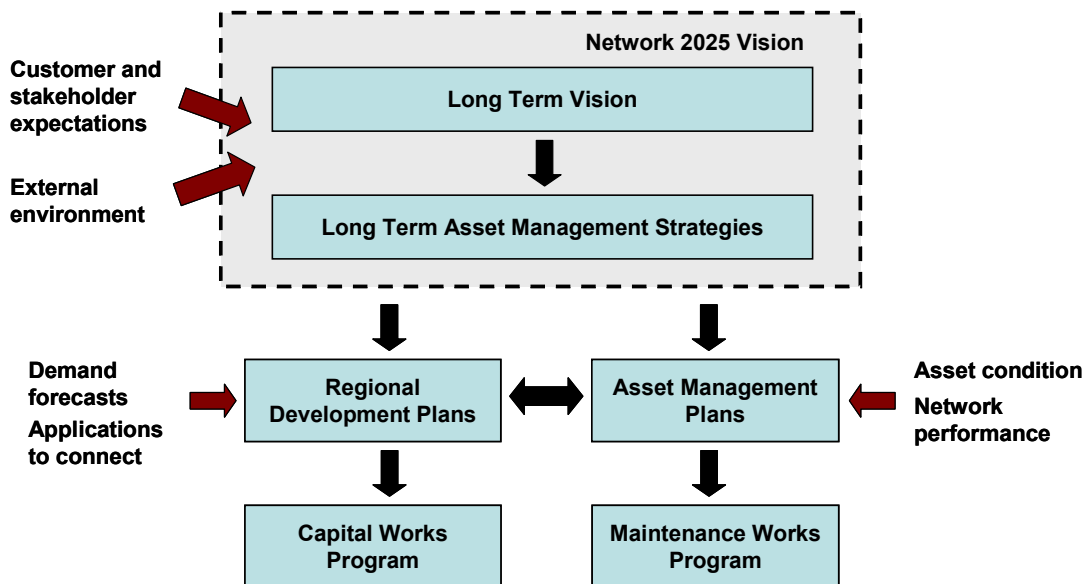 Network 2025 Vision
Customer and
stakeholder
expectations
Long Term Vision
External
environment
Long Term Asset Management Strategies
Demand
forecasts
Applications
to connect
Regional
Development Plans
Asset Management
Plans
Asset condition
Network
performance
Capital Works
Program
Maintenance Works
Program